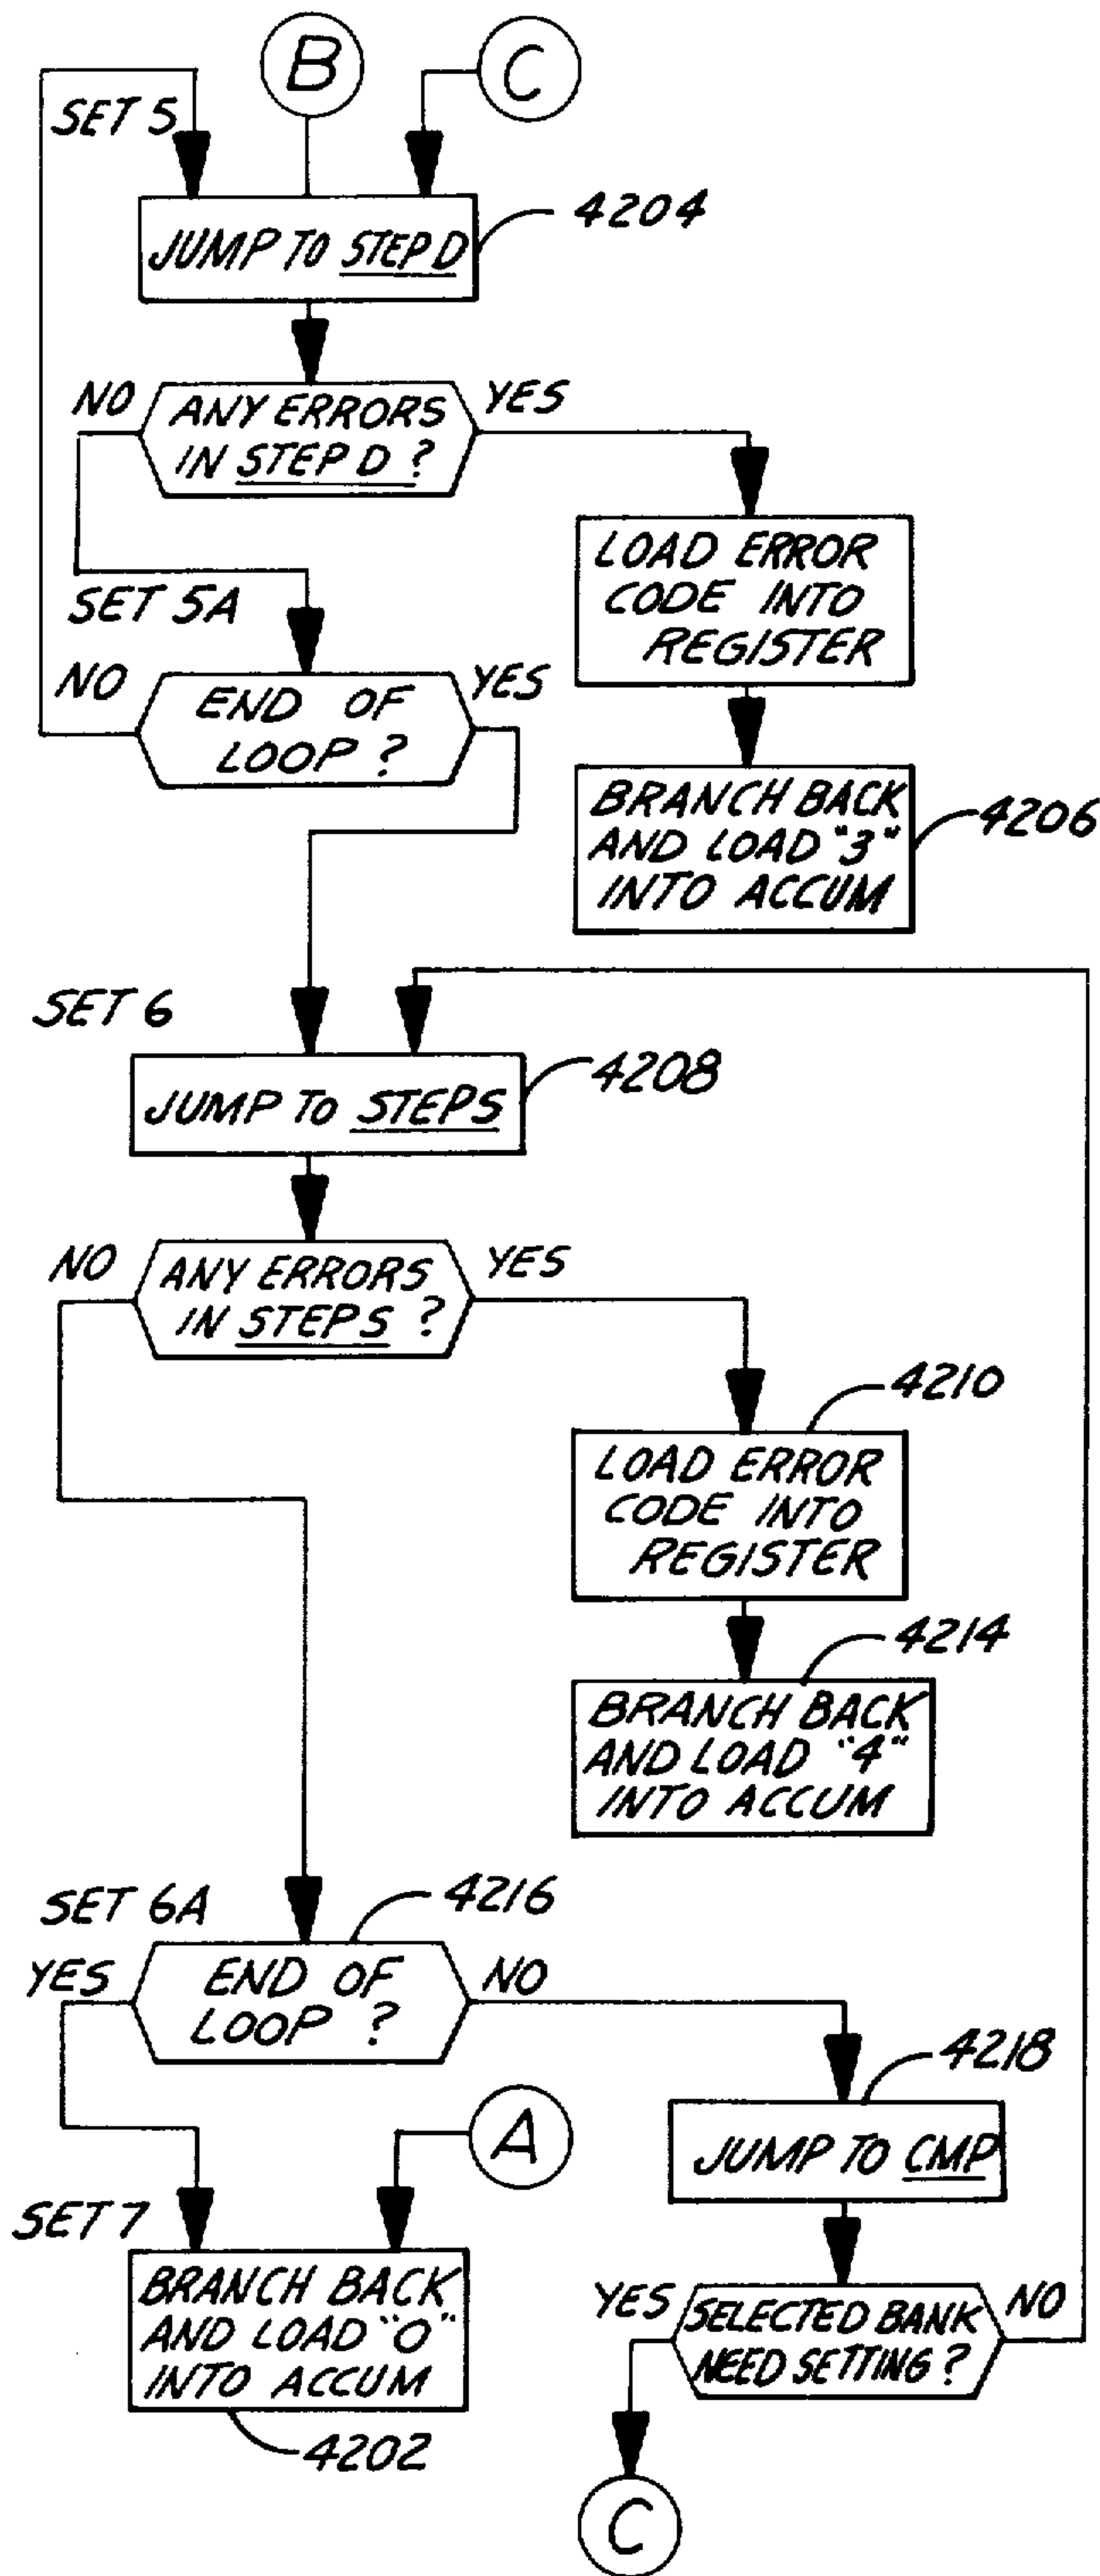 B
C
SET 5
JUMP TO STEP D
4204
NO
ANY ERRORS
IN STEP D ?
YES
LOAD ERROR
CODE INTO
REGISTER
SET 5A
NO
END OF
LOOP ?
YES
BRANCH BACK
AND LOAD "3"
INTO ACCUM
4206
SET 6
JUMP TO STEPS
4208
NO
ANY ERRORS
IN STEPS ?
YES
4210
LOAD ERROR
CODE INTO
REGISTER
4214
BRANCH BACK
AND LOAD "4"
INTO ACCUM
SET 6A
4216
YES
END OF
LOOP ?
NO
4218
JUMP TO CMP
A
SET 7
BRANCH BACK
AND LOAD "0"
INTO ACCUM
4202
YES
SELECTED BANK
NEED SETTING ?
NO
C